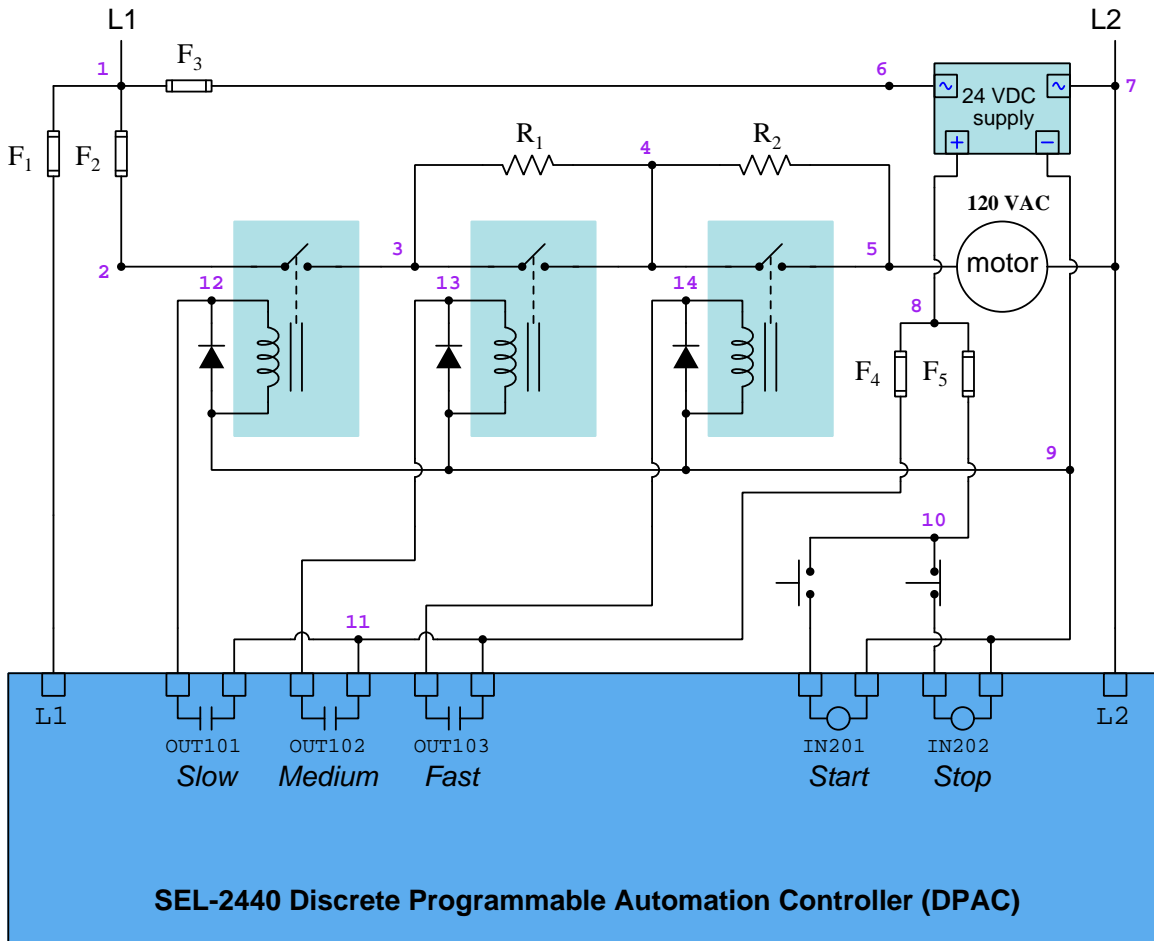 L1
L2
F3
1
6
7
24 VDC
supply
~
~
+
−
F1
F2
R1
4
R2
120 VAC
motor
2
3
5
12
13
14
8
F4
F5
9
10
11
L1
OUT101
OUT102
OUT103
IN201
IN202
L2
Slow
Medium
Fast
Start
Stop
SEL-2440 Discrete Programmable Automation Controller (DPAC)